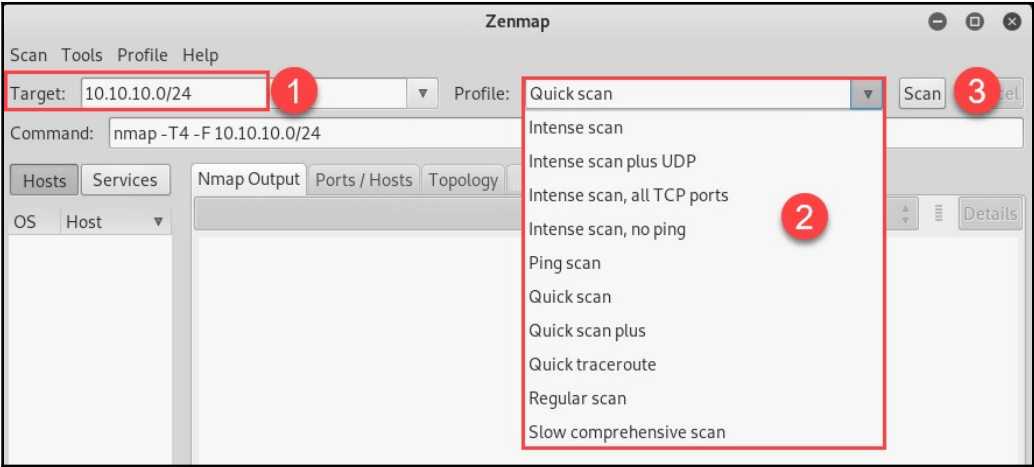 Zenmap
Scan Tools Profile Help
Target: 10.10.10.0/24 1 Profile: Quick scan Scan 3
Command: nmap -T4 -F 10.10.10.0/24
Intense scan
Intense scan plus UDP
Intense scan, all TCP ports
Intense scan, no ping
Ping scan
Quick scan
Quick scan plus
Quick traceroute
Regular scan
Slow comprehensive scan
2
Hosts Services Nmap Output Ports / Hosts Topology
OS Host Details